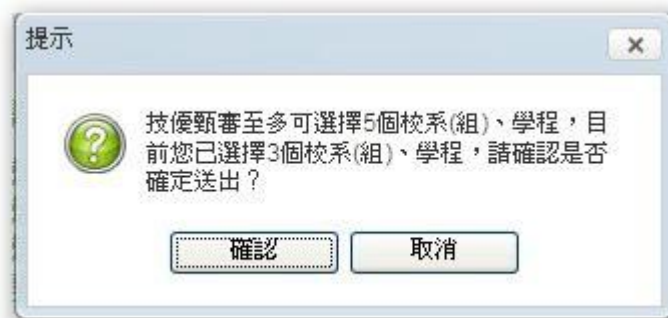 提示
技優甄審至多可選擇5個校系(組)、學程，目
前您已選擇3個校系(組)、學程，請確認是否
確定送出？
確認
取消